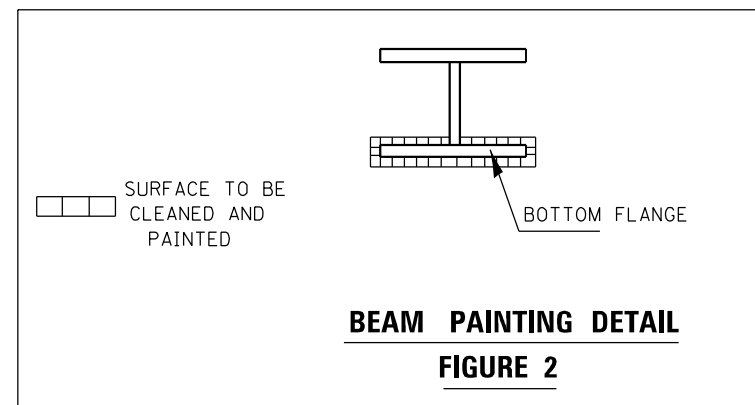 SURFACE TO BE
CLEANED AND
PAINTED
BOTTOM FLANGE
BEAM PAINTING DETAIL
FIGURE 2